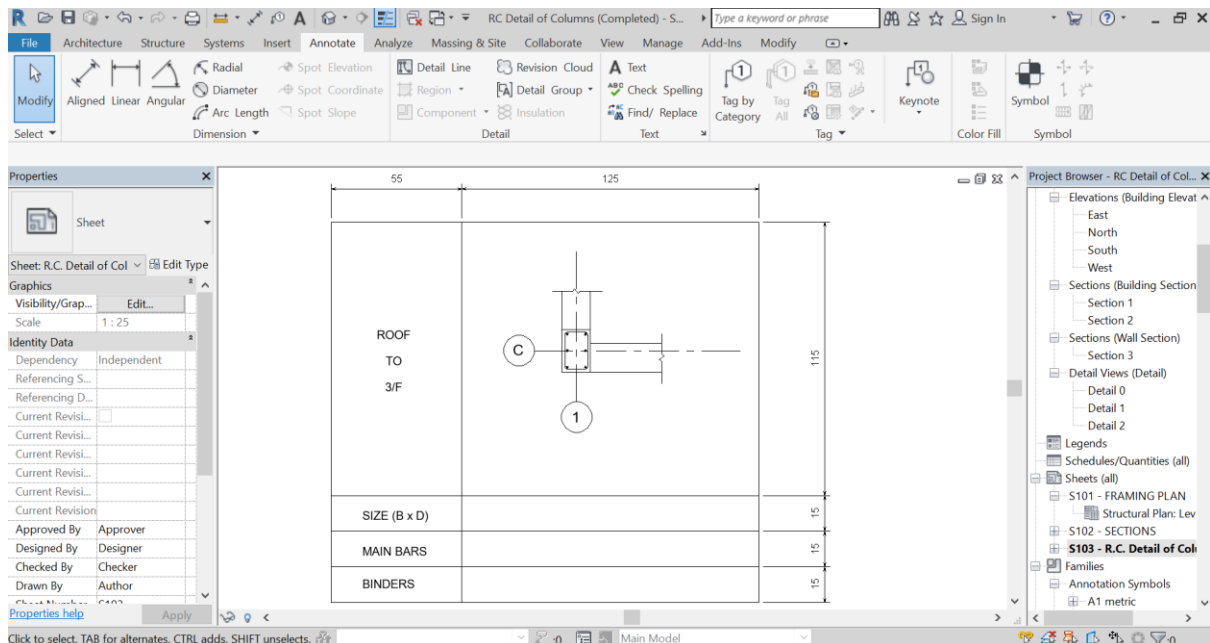 RC Detail of Columns (Completed) - S...
Type a keyword or phrase
Sign In
File Architecture Structure Systems Insert Annotate Analyze Massing & Site Collaborate View Manage Add-Ins Modify
Modify
Select
Aligned Linear Angular
Radial
Diameter
Arc Length
Spot Elevation
Spot Coordinate
Spot Slope
Dimension
Detail Line
Region
Component
Revision Cloud
Detail Group
Insulation
Detail
A Text
ABC Check Spelling
Find/ Replace
Text
1
Tag by
Category
1
Tag
All
Tag
Keynote
Color Fill
Symbol
Symbol
Properties
Sheet
Sheet: R.C. Detail of Col
Edit Type
Graphics
Visibility/Grap... Edit...
Scale 1 : 25
Identity Data
Dependency Independent
Referencing S...
Referencing D...
Current Revisi...
Current Revisi...
Current Revisi...
Current Revisi...
Current Revisi...
Current Revision
Approved By Approver
Designed By Designer
Checked By Checker
Drawn By Author
Properties help
Apply
55 125
ROOF
TO
3/F
C
1
115
SIZE (B x D) 15
MAIN BARS 15
BINDERS 15
Project Browser - RC Detail of Col...
Elevations (Building Elevat
East
North
South
West
Sections (Building Section
Section 1
Section 2
Sections (Wall Section)
Section 3
Detail Views (Detail)
Detail 0
Detail 1
Detail 2
Legends
Schedules/Quantities (all)
Sheets (all)
S101 - FRAMING PLAN
Structural Plan: Lev
S102 - SECTIONS
S103 - R.C. Detail of Col
Families
Annotation Symbols
A1 metric
Click to select, TAB for alternates, CTRL adds, SHIFT unselects.
:0
Main Model
:0